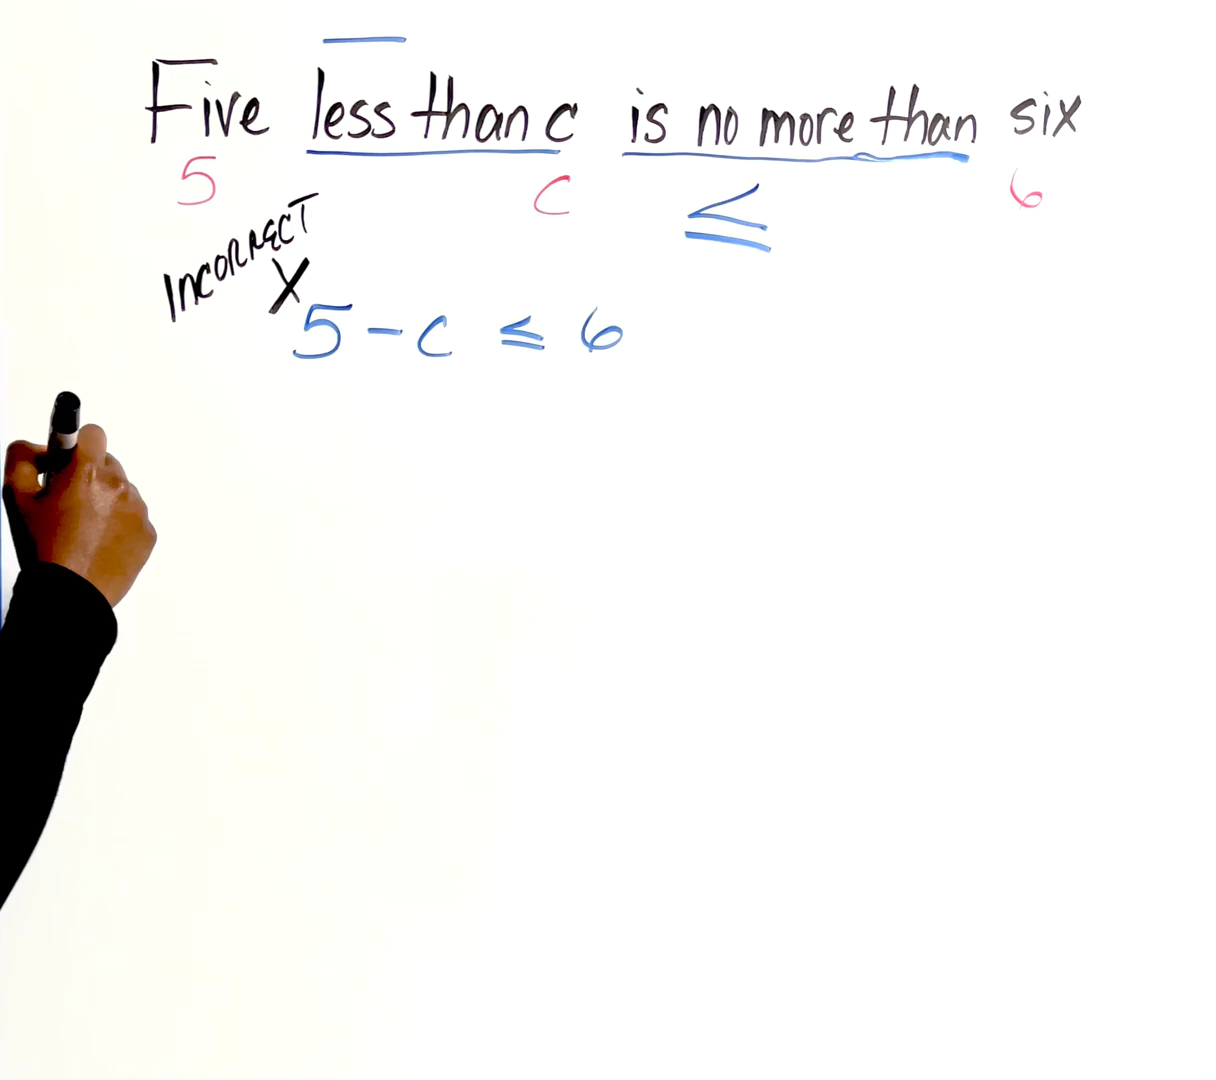 Five less than c is no more than six
5 c ≤ 6
INCORRECT
X
5 - c ≤ 6